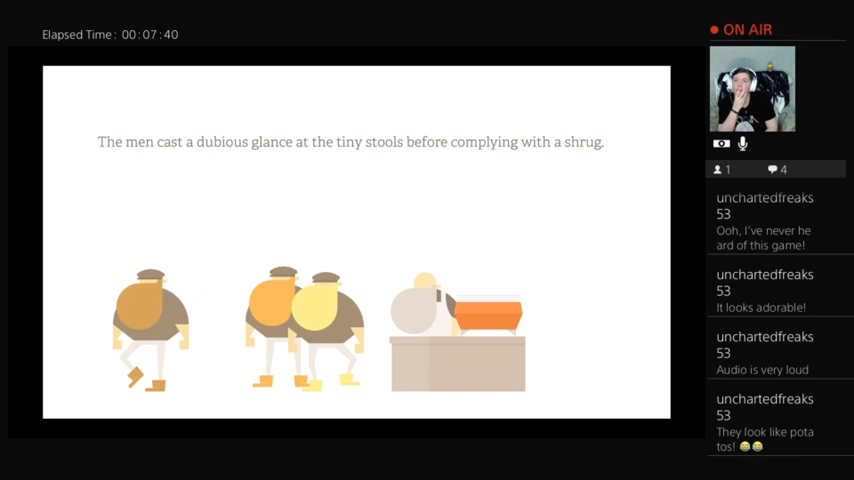 Elapsed Time: 00:07:40
ON AIR
The men cast a dubious glance at the tiny stools before complying with a shrug.
1 4
unchartedfreaks
53
Ooh, I've never he
ard of this game!
unchartedfreaks
53
It looks adorable!
unchartedfreaks
53
Audio is very loud
unchartedfreaks
53
They look like pota
tos! 😂😂